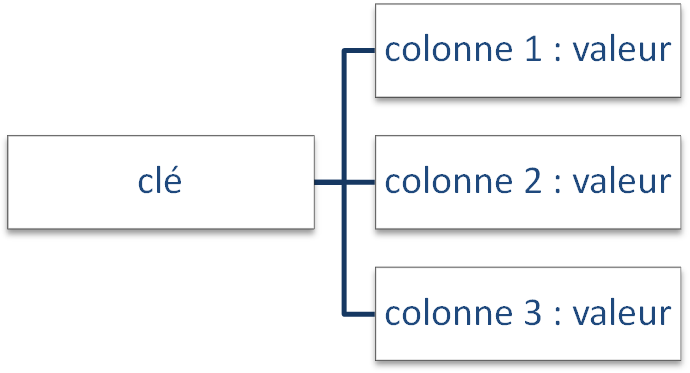 colonne 1 : valeur
clé
colonne 2 : valeur
colonne 3 : valeur